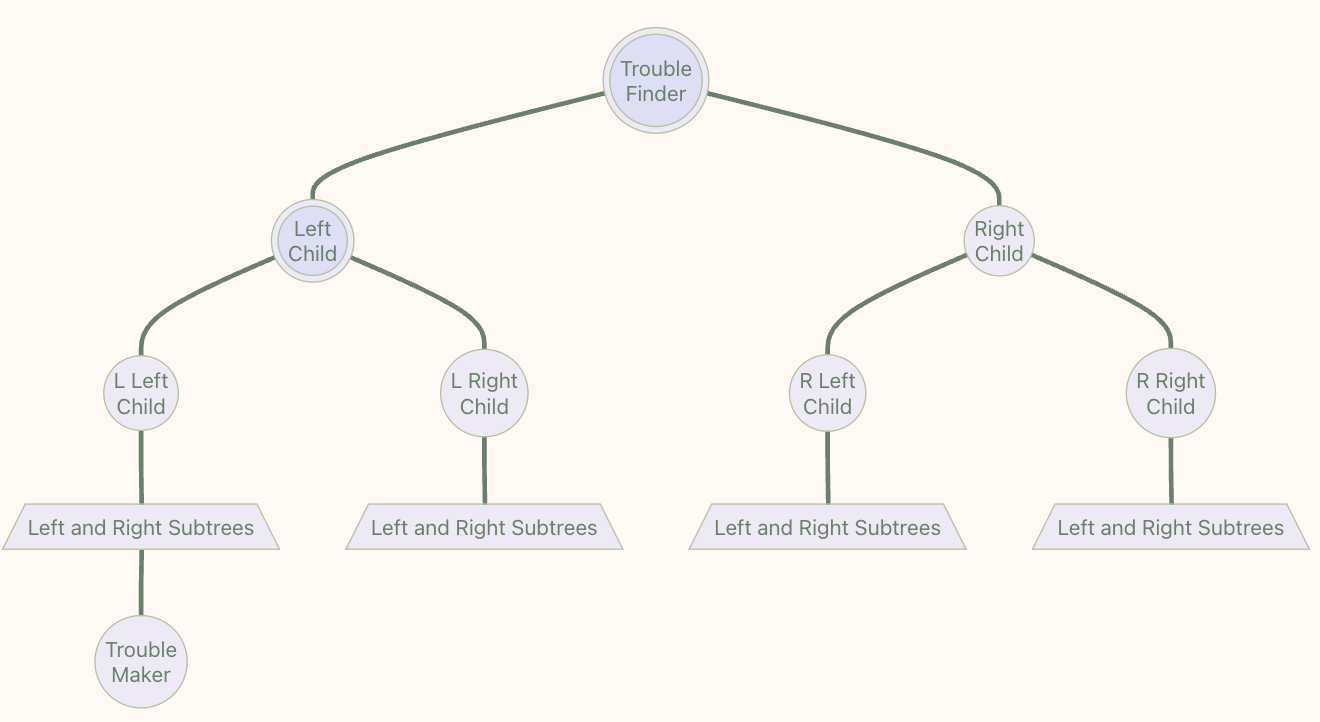 Trouble
Finder
Left
Child
Right
Child
L Left
Child
L Right
Child
R Left
Child
R Right
Child
Left and Right Subtrees
Left and Right Subtrees
Left and Right Subtrees
Left and Right Subtrees
Trouble
Maker